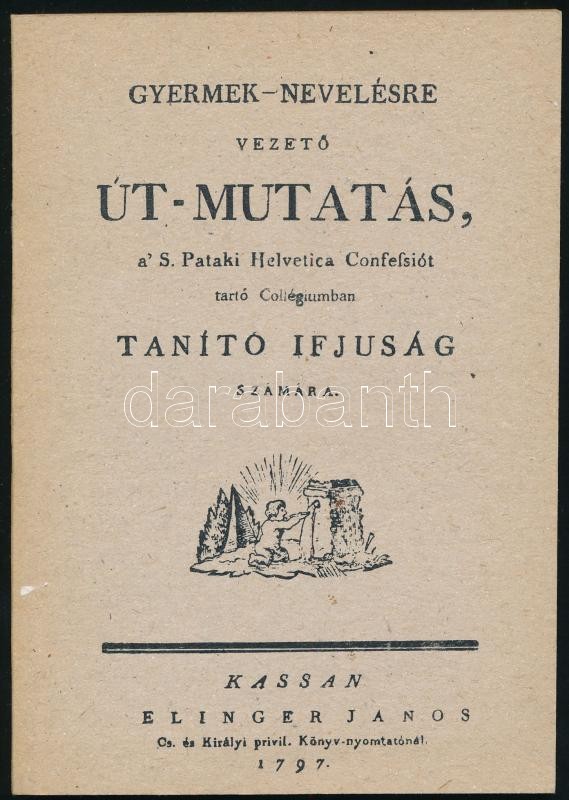 GYERMEK-NEVELÉSRE
VEZETŐ
ÚT-MUTATÁS,
a' S. Pataki Helvetica Confeſsiót
tartó Collégiumban
TANÍTÓ IFJUSÁG
SZÁMÁRA.
darabanth
KASSAN
ELINGER JANOS
Cs. és Királyi privil. Könyv-nyomtatónál.
1797.